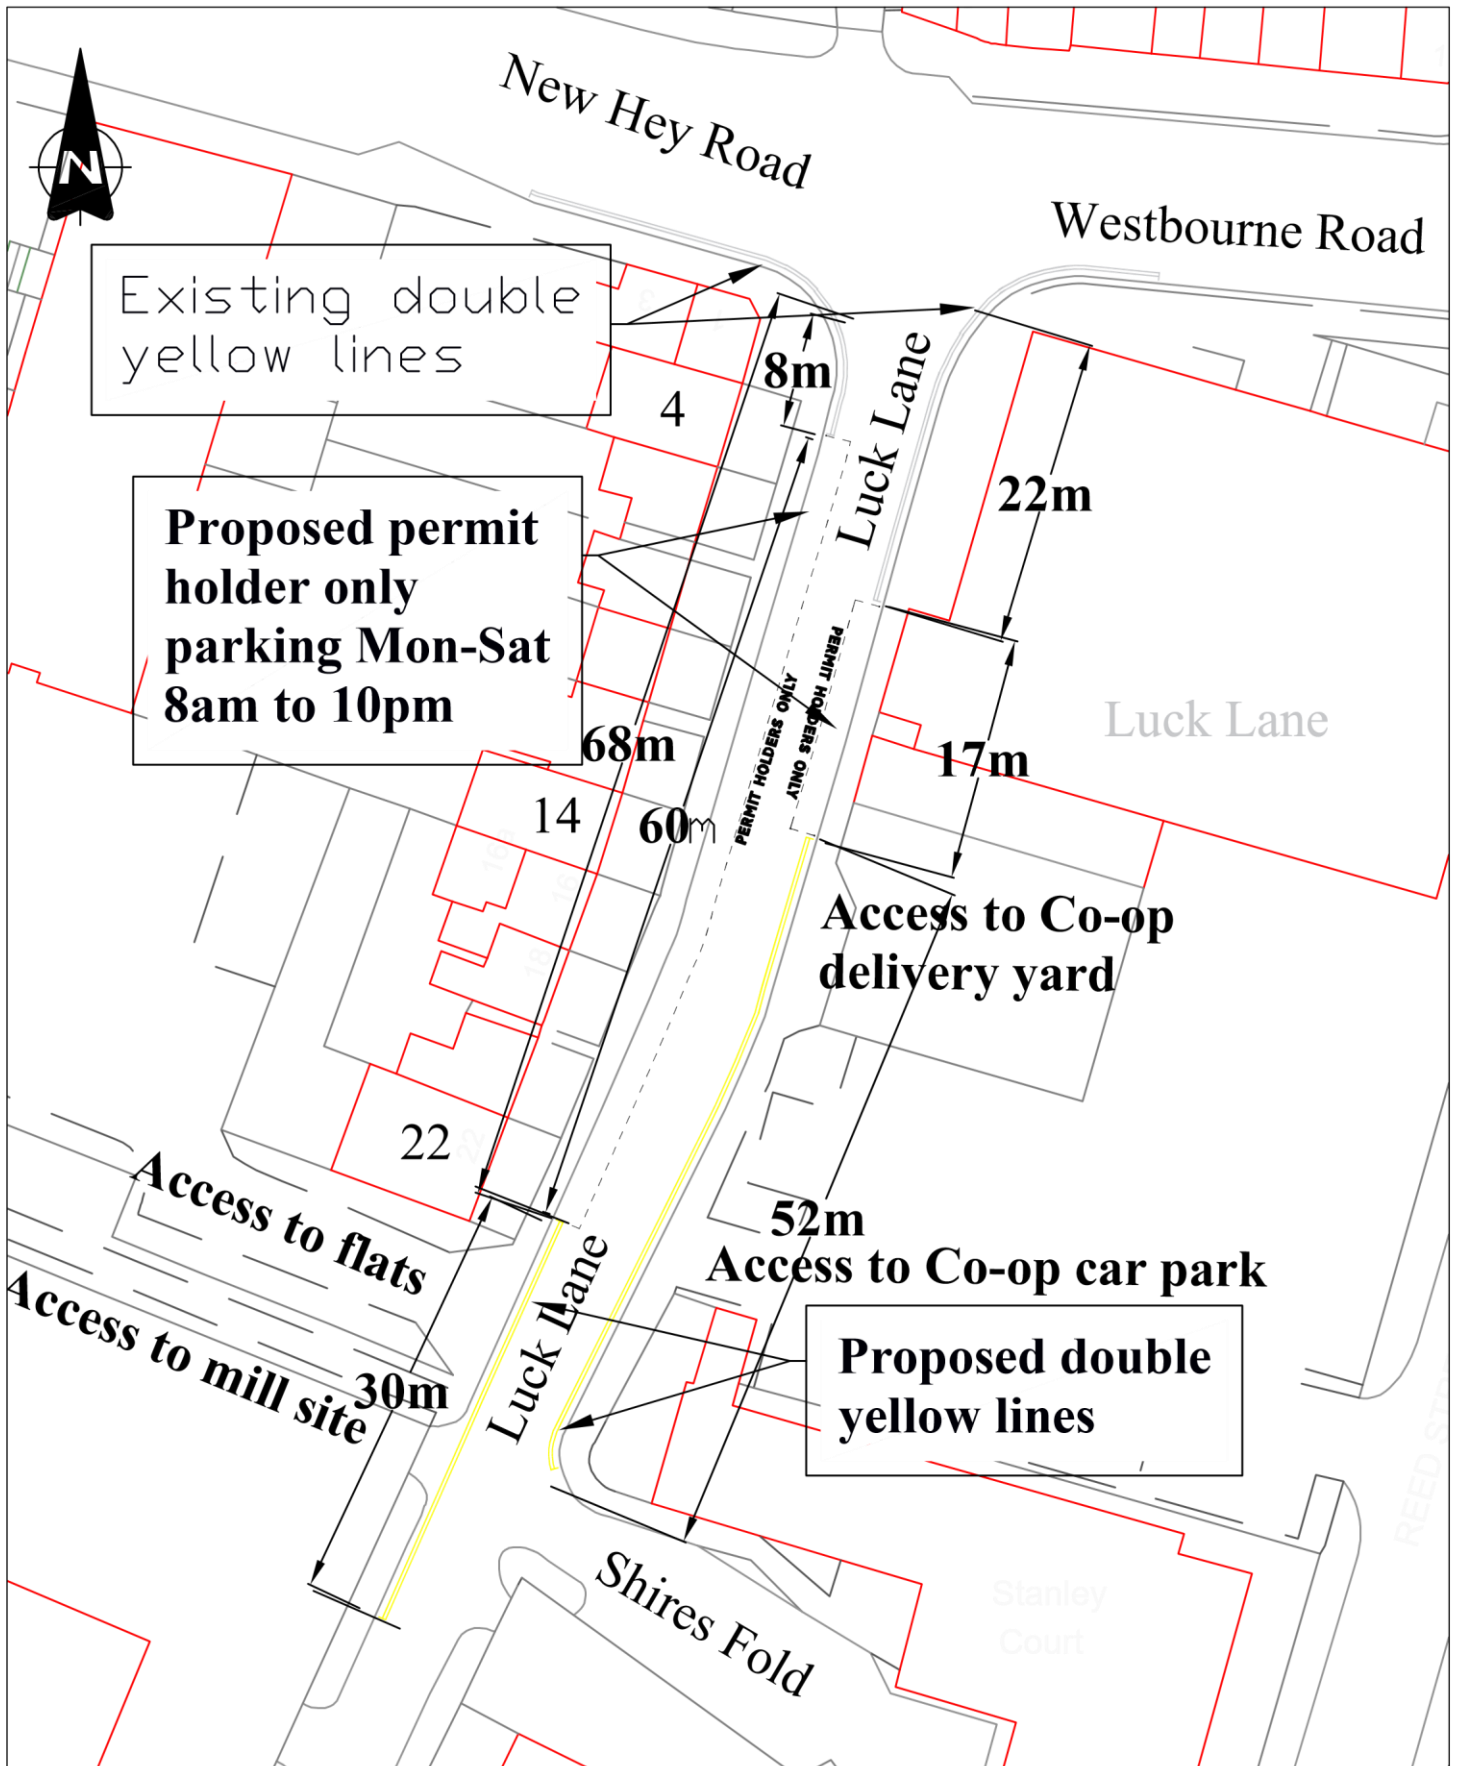 New Hey Road
N
Westbourne Road
Existing double
yellow lines
8m
Luck Lane
4
22m
Proposed permit
holder only
parking Mon-Sat
8am to 10pm
PERMIT HOLDERS ONLY
PERMIT HOLDERS ONLY
Luck Lane
68m
17m
14
60m
16
18
Access to Co-op
delivery yard
22
22
Access to flats
52m
Access to Co-op car park
Access to mill site
30m
Luck Lane
Proposed double
yellow lines
Shires Fold
Stanley
Court